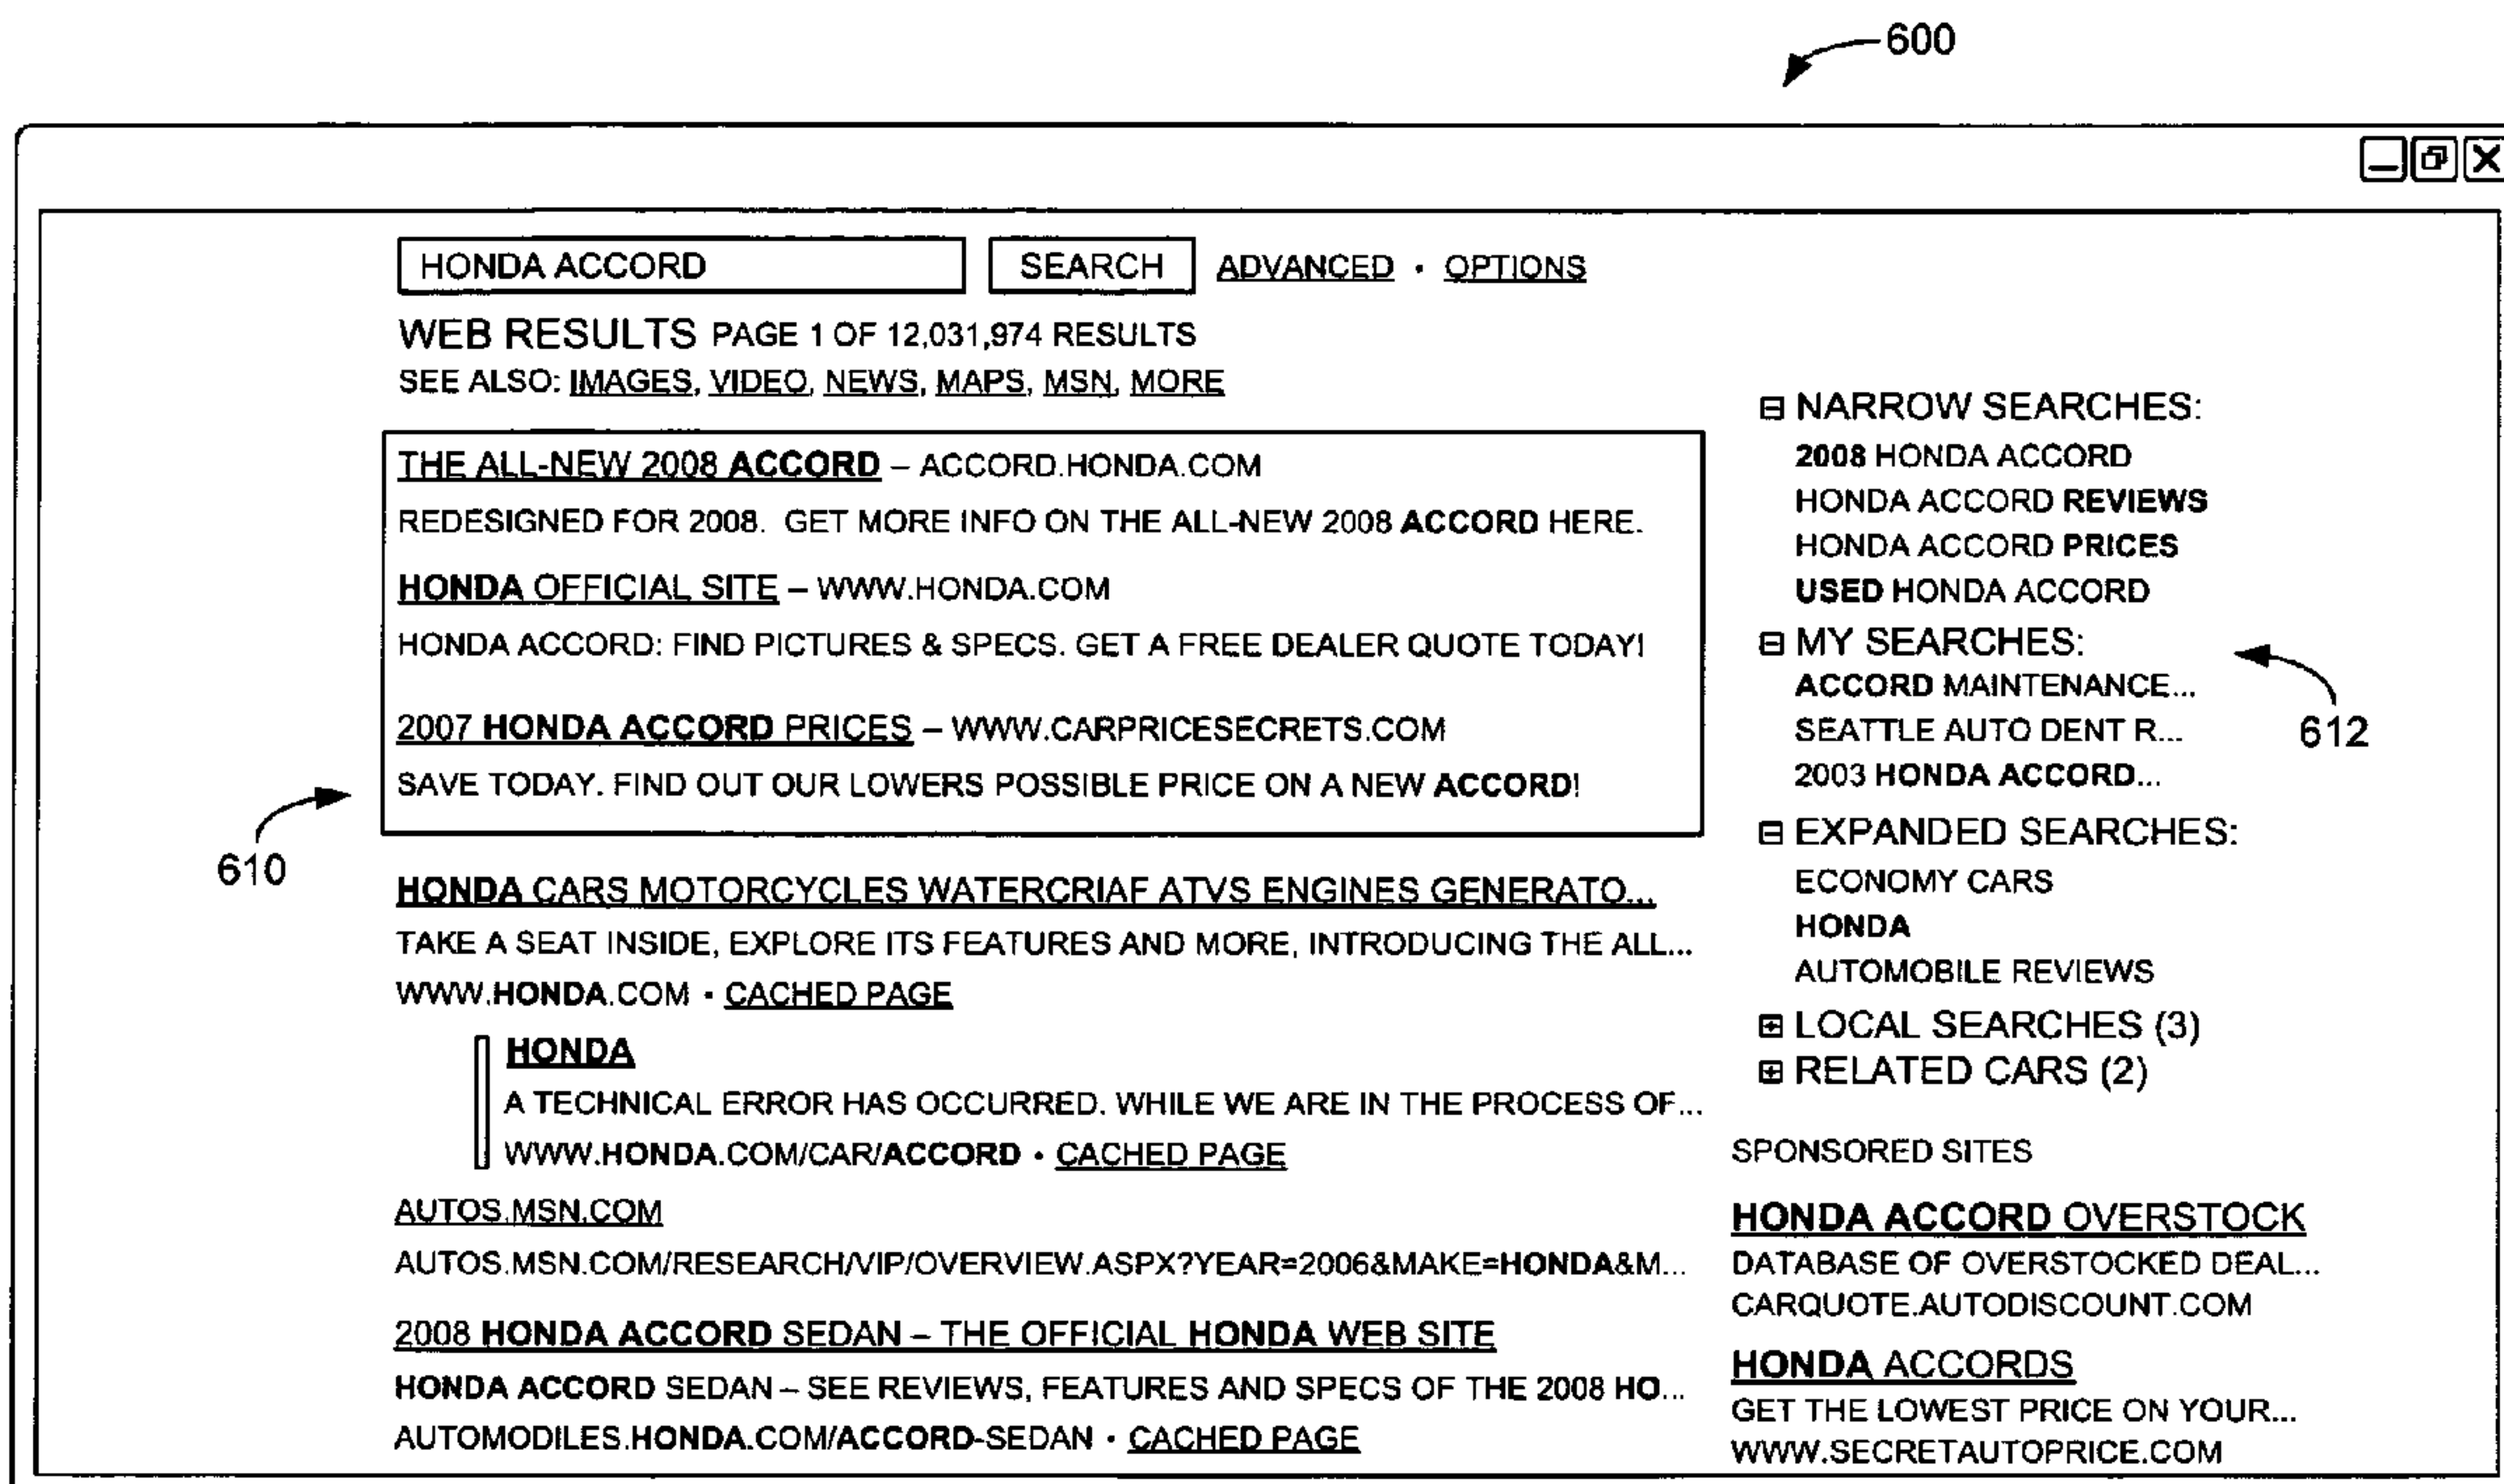 600
HONDA ACCORD SEARCH ADVANCED • OPTIONS
WEB RESULTS PAGE 1 OF 12,031,974 RESULTS
SEE ALSO: IMAGES, VIDEO, NEWS, MAPS, MSN, MORE
THE ALL-NEW 2008 ACCORD – ACCORD.HONDA.COM
REDESIGNED FOR 2008. GET MORE INFO ON THE ALL-NEW 2008 ACCORD HERE.
HONDA OFFICIAL SITE – WWW.HONDA.COM
HONDA ACCORD: FIND PICTURES & SPECS. GET A FREE DEALER QUOTE TODAY!
2007 HONDA ACCORD PRICES – WWW.CARPRICESECRETS.COM
SAVE TODAY. FIND OUT OUR LOWERS POSSIBLE PRICE ON A NEW ACCORD!
610
HONDA CARS MOTORCYCLES WATERCRIAF ATVS ENGINES GENERATO...
TAKE A SEAT INSIDE, EXPLORE ITS FEATURES AND MORE, INTRODUCING THE ALL...
WWW.HONDA.COM • CACHED PAGE
HONDA
A TECHNICAL ERROR HAS OCCURRED. WHILE WE ARE IN THE PROCESS OF...
WWW.HONDA.COM/CAR/ACCORD • CACHED PAGE
AUTOS.MSN.COM
AUTOS.MSN.COM/RESEARCH/VIP/OVERVIEW.ASPX?YEAR=2006&MAKE=HONDA&M...
2008 HONDA ACCORD SEDAN – THE OFFICIAL HONDA WEB SITE
HONDA ACCORD SEDAN – SEE REVIEWS, FEATURES AND SPECS OF THE 2008 HO...
AUTOMODILES.HONDA.COM/ACCORD-SEDAN • CACHED PAGE
NARROW SEARCHES:
2008 HONDA ACCORD
HONDA ACCORD REVIEWS
HONDA ACCORD PRICES
USED HONDA ACCORD
MY SEARCHES:
ACCORD MAINTENANCE...
SEATTLE AUTO DENT R...
2003 HONDA ACCORD...
612
EXPANDED SEARCHES:
ECONOMY CARS
HONDA
AUTOMOBILE REVIEWS
LOCAL SEARCHES (3)
RELATED CARS (2)
SPONSORED SITES
HONDA ACCORD OVERSTOCK
DATABASE OF OVERSTOCKED DEAL...
CARQUOTE.AUTODISCOUNT.COM
HONDA ACCORDS
GET THE LOWEST PRICE ON YOUR...
WWW.SECRETAUTOPRICE.COM